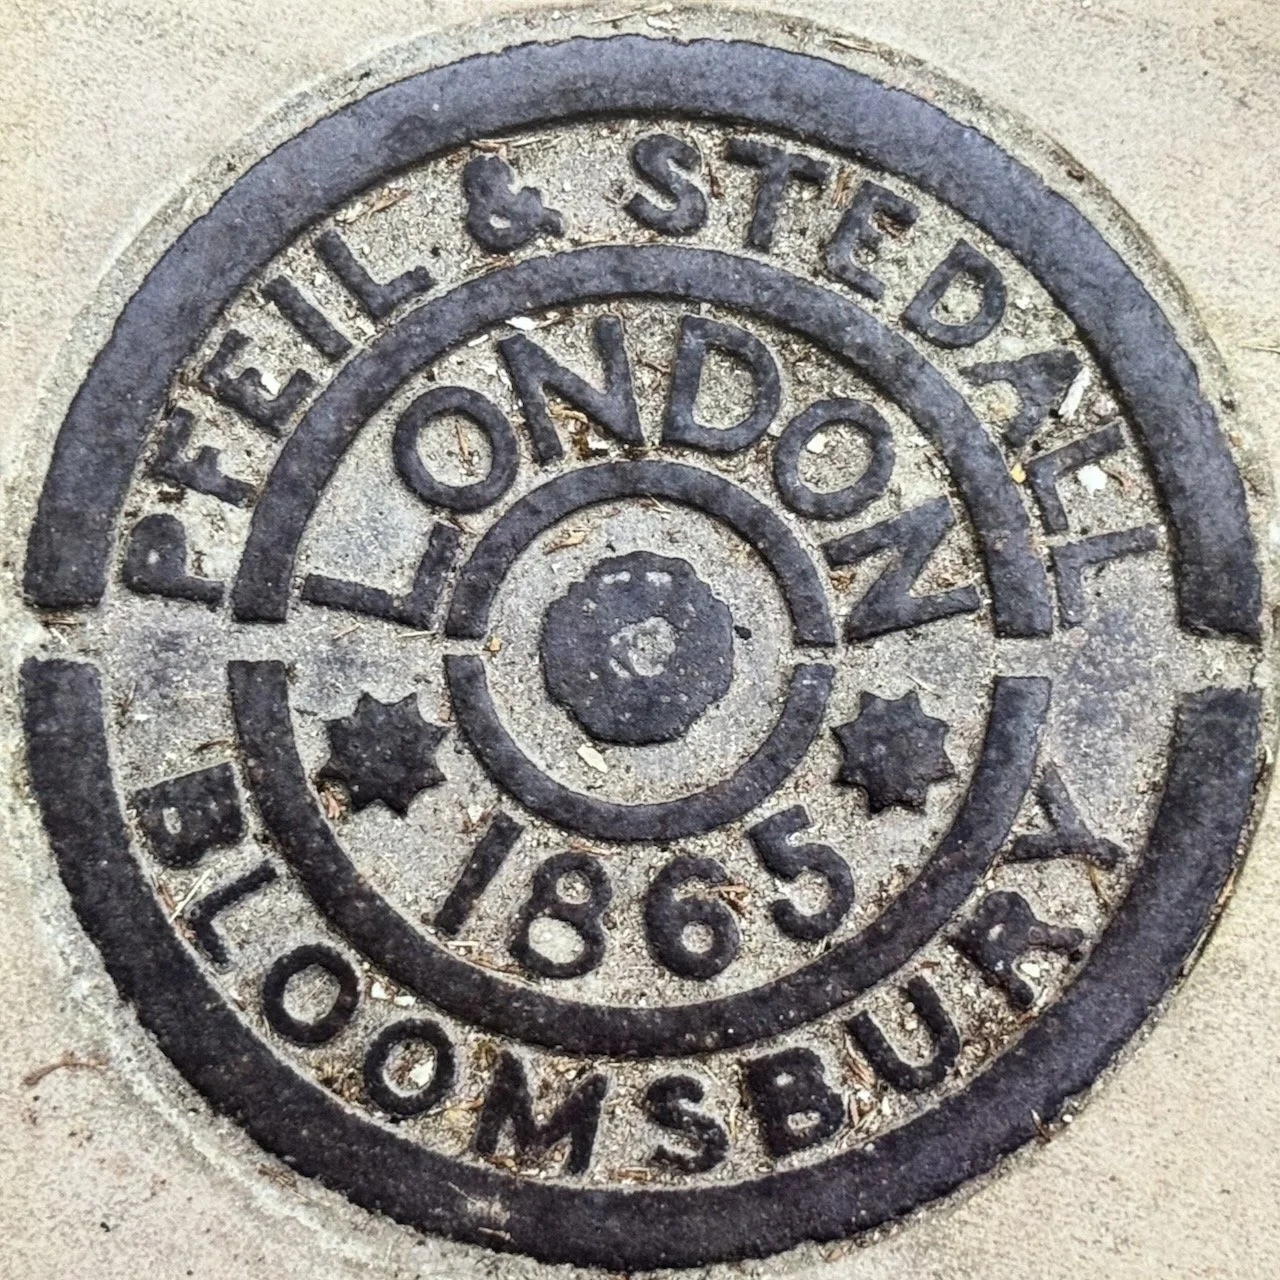 PFEIL & STEDALL
LONDON
1865
BLOOMSBURY